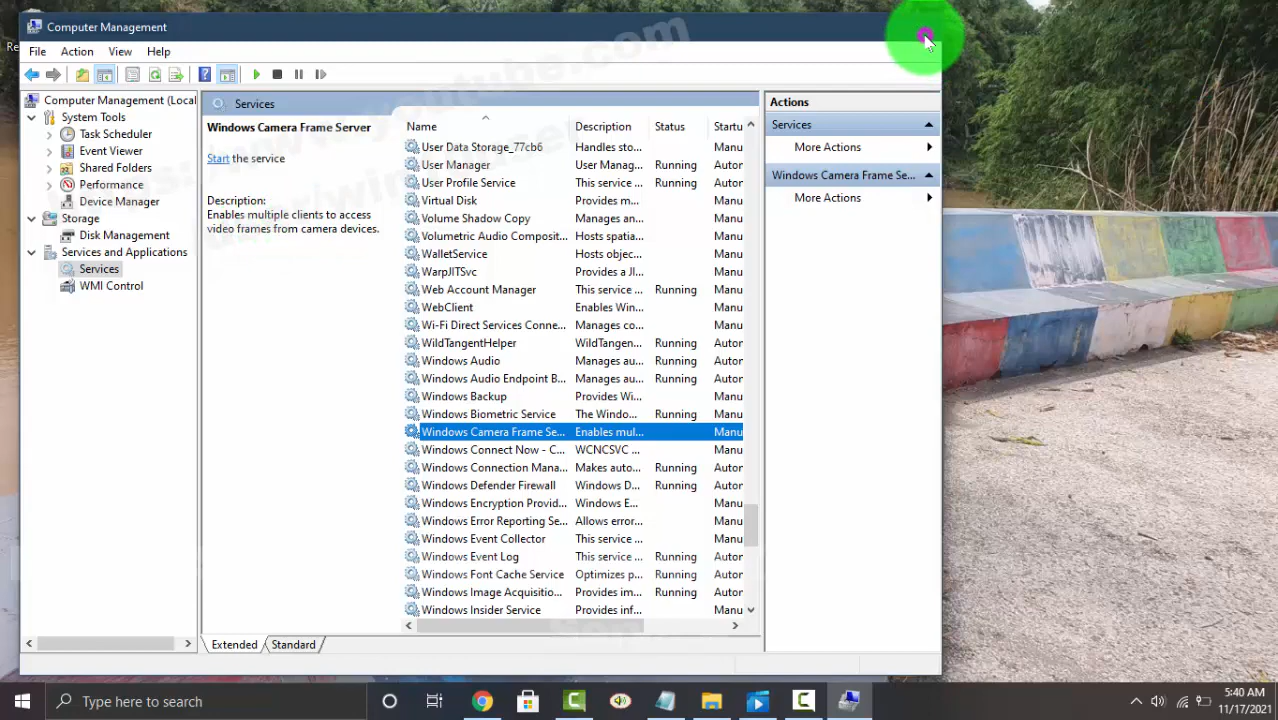 Computer Management
File Action View Help
Computer Management (Local
System Tools
Task Scheduler
Event Viewer
Shared Folders
Performance
Device Manager
Storage
Disk Management
Services and Applications
Services
WMI Control
Services
Windows Camera Frame Server
Start the service
Description:
Enables multiple clients to access
video frames from camera devices.
Name Description Status Startu
User Data Storage_77cb6 Handles sto... Manu
User Manager User Manag... Running Autor
User Profile Service This service ... Running Autor
Virtual Disk Provides m... Manu
Volume Shadow Copy Manages an... Manu
Volumetric Audio Composit... Hosts spatia... Manu
WalletService Hosts objec... Manu
WarpJITSvc Provides a JI... Manu
Web Account Manager This service ... Running Manu
WebClient Enables Win... Manu
Wi-Fi Direct Services Conne... Manages co... Manu
WildTangentHelper WildTangen... Running Autor
Windows Audio Manages au... Running Autor
Windows Audio Endpoint B... Manages au... Running Autor
Windows Backup Provides Wi... Manu
Windows Biometric Service The Windo... Running Autor
Windows Camera Frame Se... Enables mul... Manu
Windows Connect Now - C... WCNCSVC ... Manu
Windows Connection Mana... Makes auto... Running Autor
Windows Defender Firewall Windows D... Running Autor
Windows Encryption Provid... Windows E... Manu
Windows Error Reporting Se... Allows error... Manu
Windows Event Collector This service ... Manu
Windows Event Log This service ... Running Autor
Windows Font Cache Service Optimizes p... Running Autor
Windows Image Acquisitio... Provides inf... Running Autor
Windows Insider Service Provides inf... Manu
Extended Standard
Actions
Services
More Actions
Windows Camera Frame Se...
More Actions
Type here to search
5:40 AM
11/17/2021